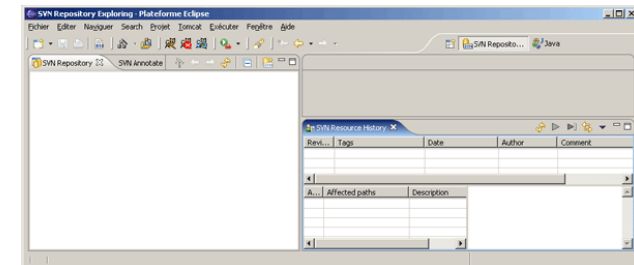 SVN Repository Exploring - Plateforme Eclipse
Fichier Editer Naviguer Search Projet Tomcat Exécuter Fenêtre Aide
SVN Reposito... Java
SVN Repository SVN Annotate
SVN Resource History
Revi... Tags Date Author Comment
A... Affected paths Description